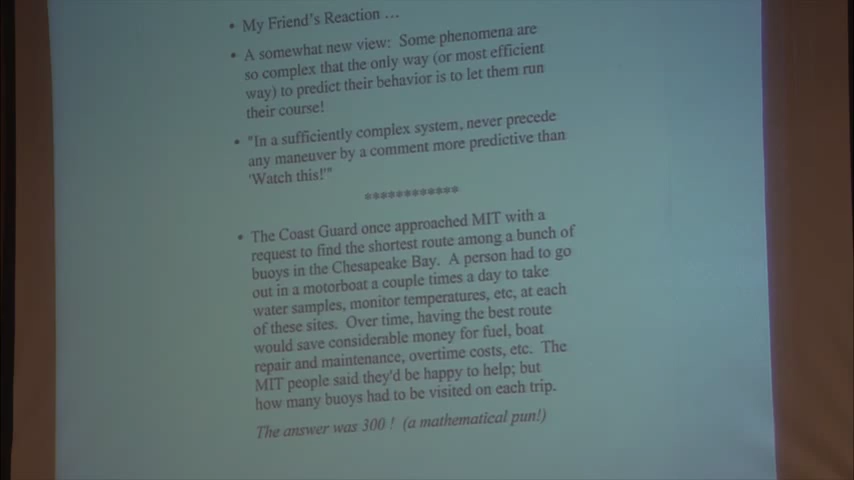 • My Friend's Reaction ...
• A somewhat new view: Some phenomena are
so complex that the only way (or most efficient
way) to predict their behavior is to let them run
their course!
• "In a sufficiently complex system, never precede
any maneuver by a comment more predictive than
'Watch this!'"
************
• The Coast Guard once approached MIT with a
request to find the shortest route among a bunch of
buoys in the Chesapeake Bay. A person had to go
out in a motorboat a couple times a day to take
water samples, monitor temperatures, etc, at each
of these sites. Over time, having the best route
would save considerable money for fuel, boat
repair and maintenance, overtime costs, etc. The
MIT people said they'd be happy to help; but
how many buoys had to be visited on each trip.
The answer was 300 ! (a mathematical pun!)